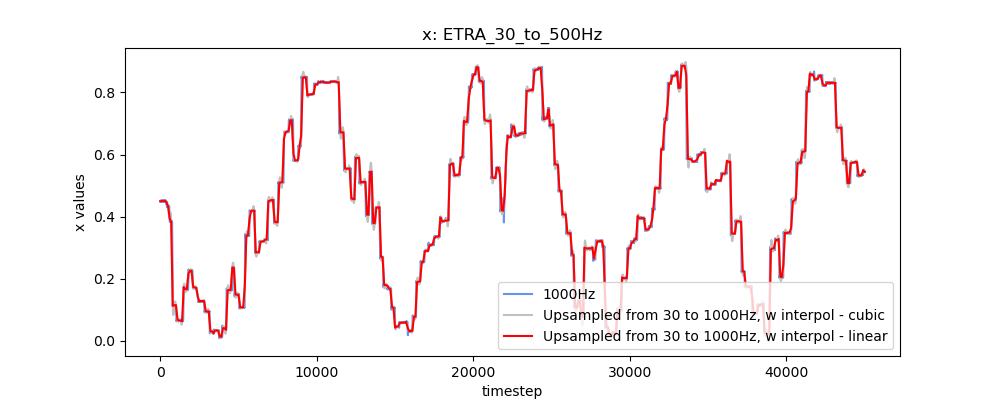 x: ETRA_30_to_500Hz
0.8
0.6
0.4
0.2
0.0
x values
0
10000
20000
30000
40000
timestep
1000Hz
Upsampled from 30 to 1000Hz, w interpol - cubic
Upsampled from 30 to 1000Hz, w interpol - linear